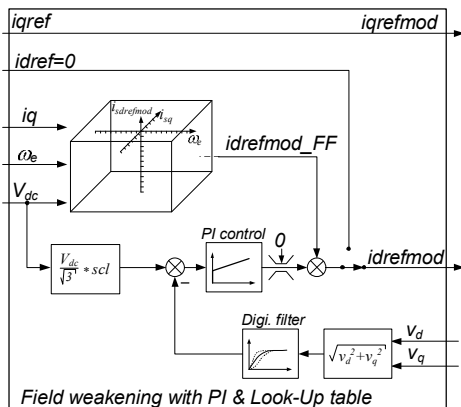 iqref iqrefmod
idref=0
isdrefmod
isq
iq
ωe
ωe
idrefmod_FF
Vdc
PI control
0
idrefmod
Vdc/√3 * scl
−
Digi. filter
vd
√vd²+vq²
vq
Field weakening with PI & Look-Up table